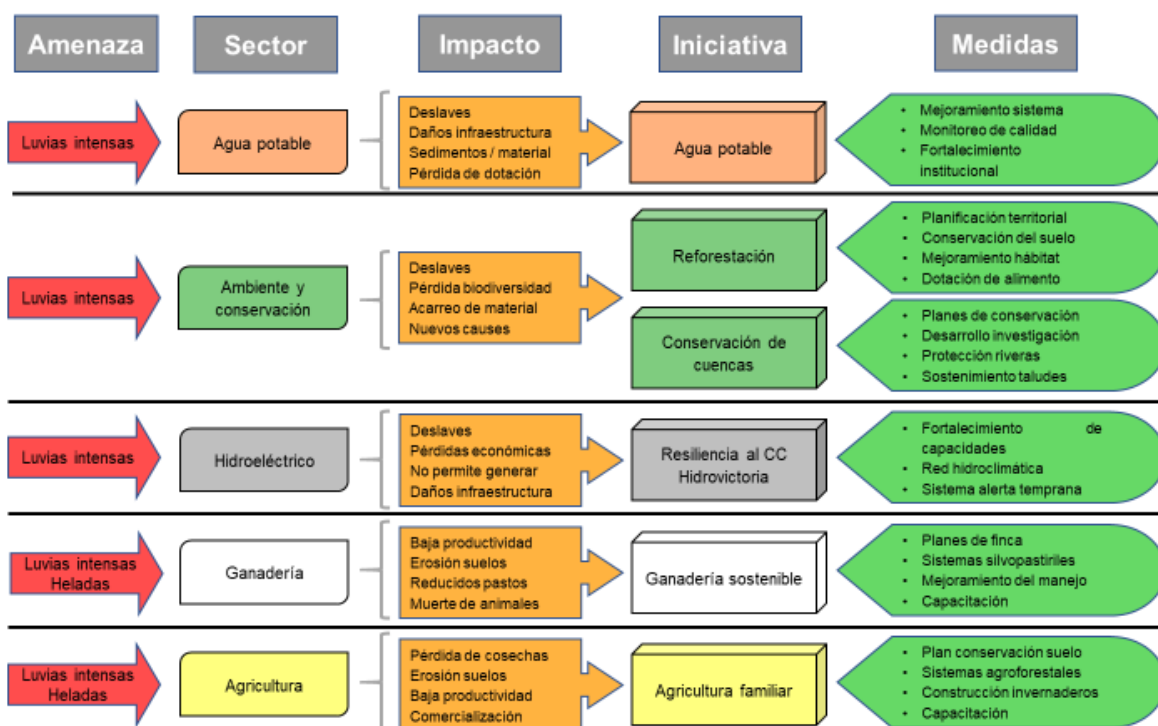 Amenaza
Sector
Impacto
Iniciativa
Medidas
Luvias intensas
Agua potable
Deslaves
Daños infraestructura
Sedimentos / material
Pérdida de dotación
Agua potable
• Mejoramiento sistema
• Monitoreo de calidad
• Fortalecimiento
institucional
Luvias intensas
Ambiente y
conservación
Deslaves
Pérdida biodiversidad
Acarreo de material
Nuevos causes
Reforestación
• Planificación territorial
• Conservación del suelo
• Mejoramiento hábitat
• Dotación de alimento
Conservación de
cuencas
• Planes de conservación
• Desarrollo investigación
• Protección riveras
• Sostenimiento taludes
Luvias intensas
Hidroeléctrico
Deslaves
Pérdidas económicas
No permite generar
Daños infraestructura
Resiliencia al CC
Hidrovictoria
• Fortalecimiento de
capacidades
• Red hidroclimática
• Sistema alerta temprana
Luvias intensas
Heladas
Ganadería
Baja productividad
Erosión suelos
Reducidos pastos
Muerte de animales
Ganadería sostenible
• Planes de finca
• Sistemas silvopastiriles
• Mejoramiento del manejo
• Capacitación
Luvias intensas
Heladas
Agricultura
Pérdida de cosechas
Erosión suelos
Baja productividad
Comercialización
Agricultura familiar
• Plan conservación suelo
• Sistemas agroforestales
• Construcción invernaderos
• Capacitación